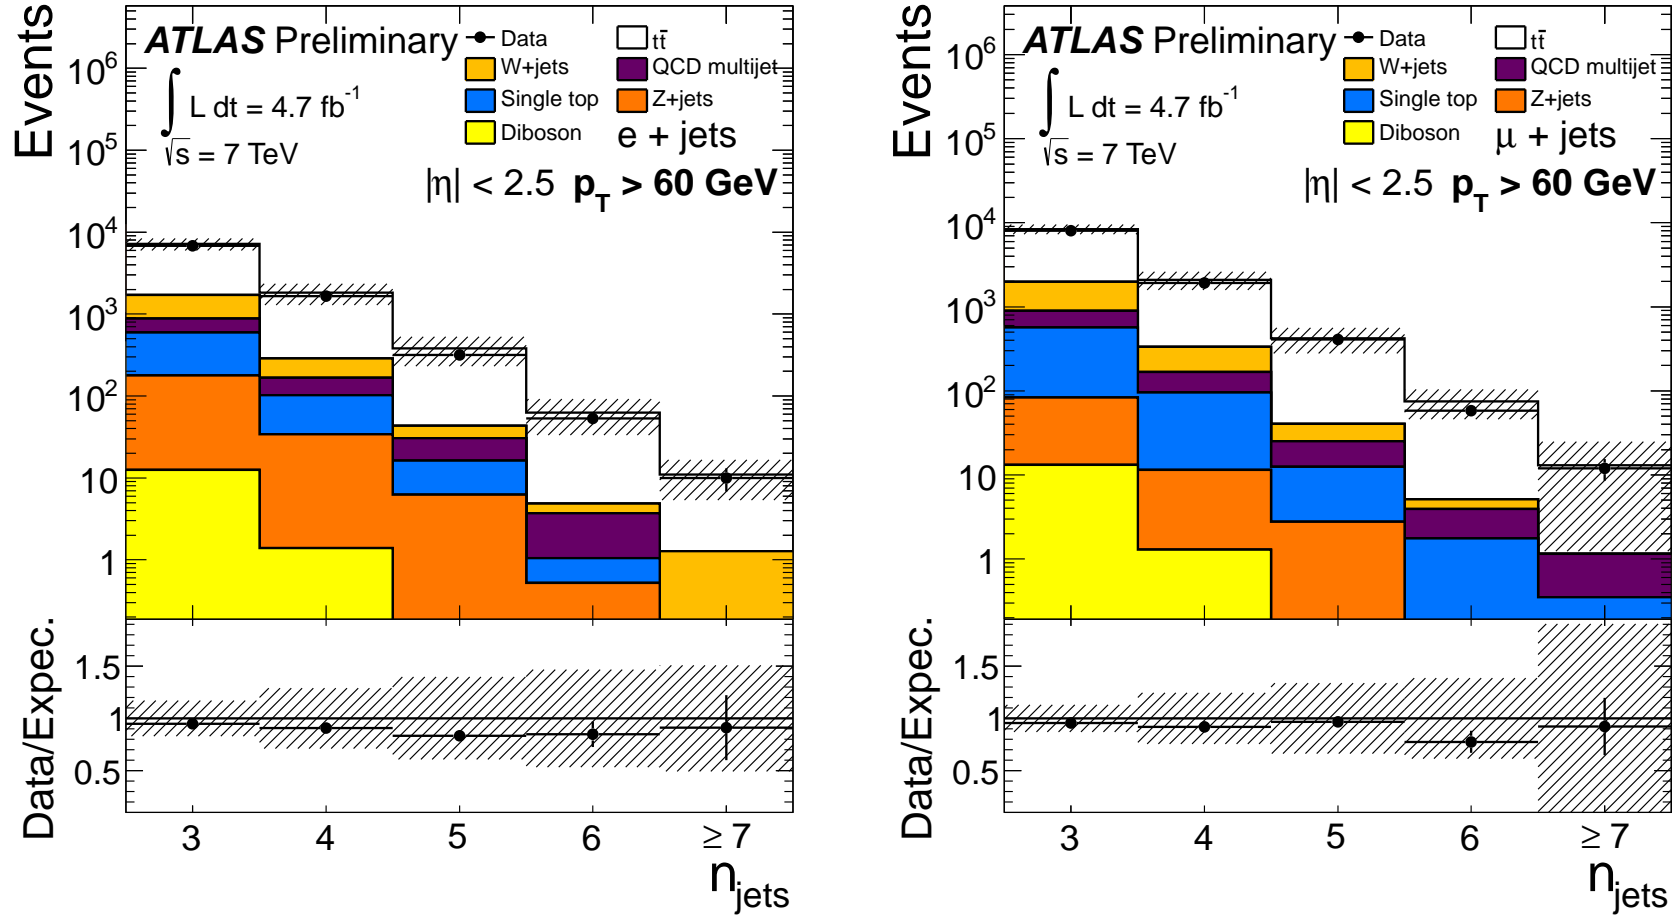 Events
ATLAS Preliminary
∫ L dt = 4.7 fb⁻¹
√s = 7 TeV
Data
tt̄
W+jets
QCD multijet
Single top
Z+jets
Diboson
e + jets
|η| < 2.5 p_T > 60 GeV
10⁶
10⁵
10⁴
10³
10²
10
1
Data/Expec.
1.5
1
0.5
3 4 5 6 ≥ 7
n_jets
Events
ATLAS Preliminary
∫ L dt = 4.7 fb⁻¹
√s = 7 TeV
Data
tt̄
W+jets
QCD multijet
Single top
Z+jets
Diboson
μ + jets
|η| < 2.5 p_T > 60 GeV
10⁶
10⁵
10⁴
10³
10²
10
1
Data/Expec.
1.5
1
0.5
3 4 5 6 ≥ 7
n_jets